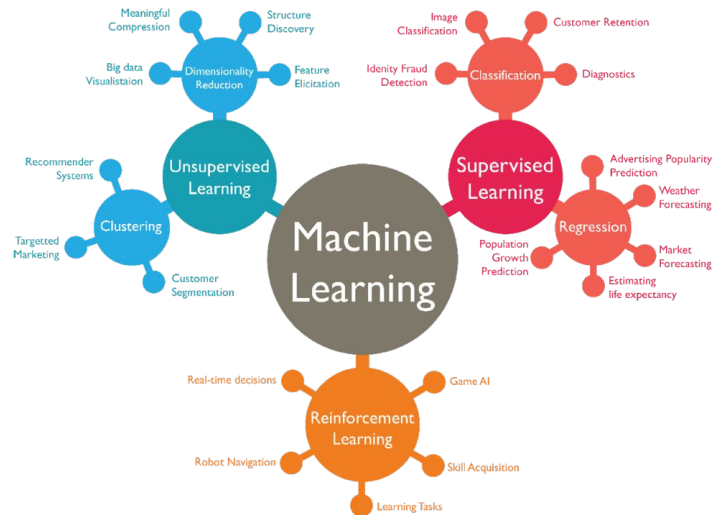 Meaningful
Compression
Structure
Discovery
Big data
Visualistaion
Dimensionality
Reduction
Feature
Elicitation
Unsupervised
Learning
Recommender
Systems
Clustering
Targetted
Marketing
Customer
Segmentation
Machine
Learning
Image
Classification
Customer Retention
Idenity Fraud
Detection
Classification
Diagnostics
Supervised
Learning
Advertising Popularity
Prediction
Weather
Forecasting
Regression
Population
Growth
Prediction
Market
Forecasting
Estimating
life expectancy
Real-time decisions
Game AI
Reinforcement
Learning
Robot Navigation
Skill Acquisition
Learning Tasks